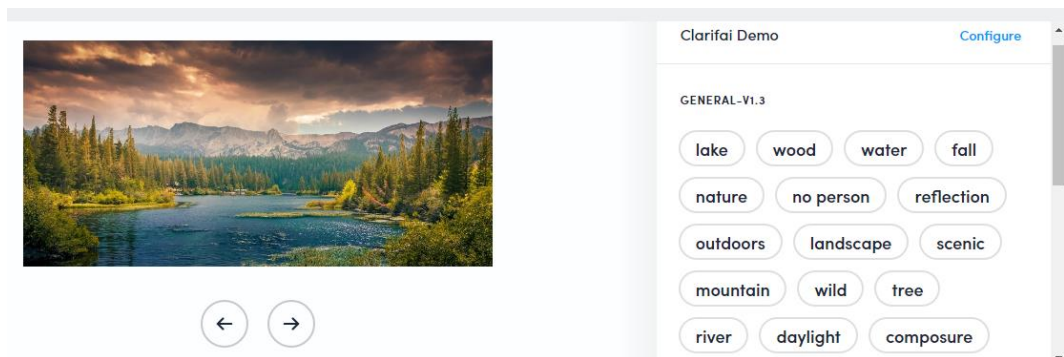 Clarifai Demo Configure
GENERAL-V1.3
lake wood water fall
nature no person reflection
outdoors landscape scenic
mountain wild tree
river daylight composure